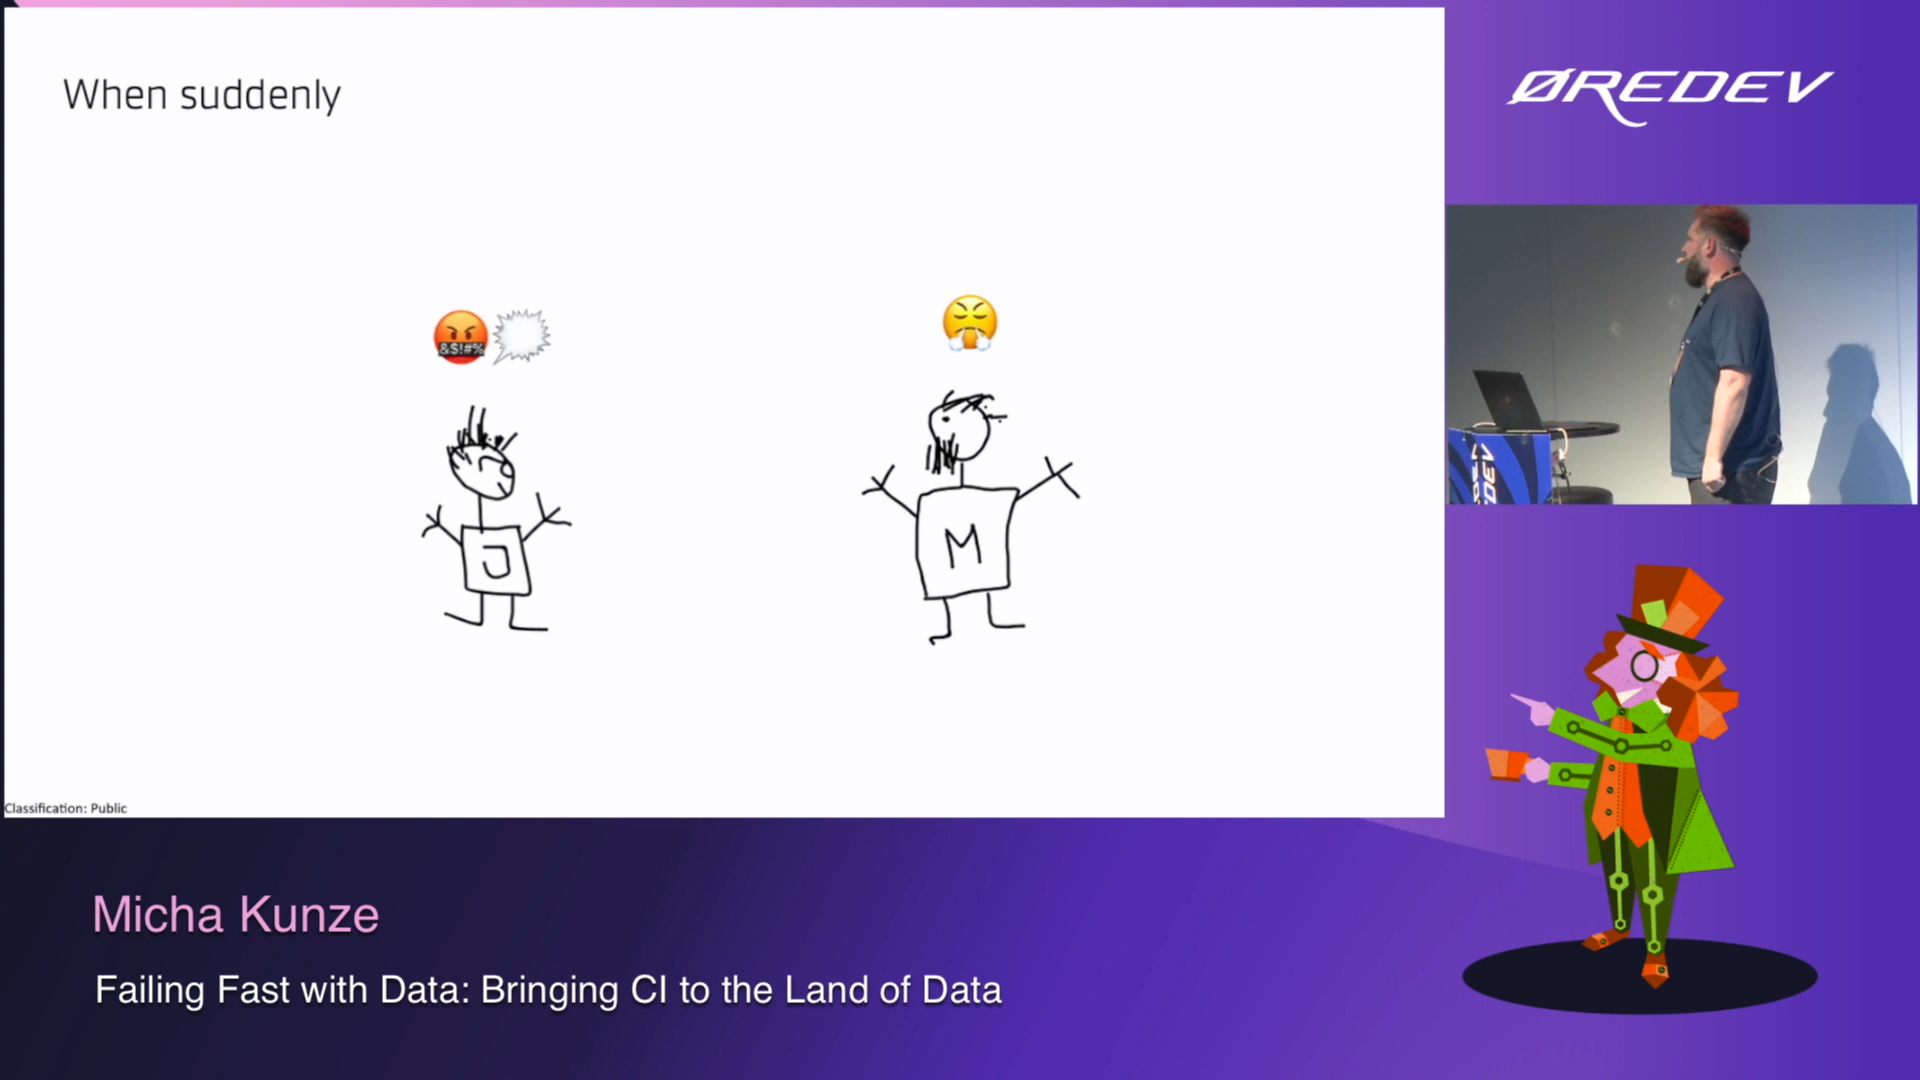 When suddenly
ØREDEV
&$!#%
J
M
Classification: Public
Micha Kunze
Failing Fast with Data: Bringing CI to the Land of Data